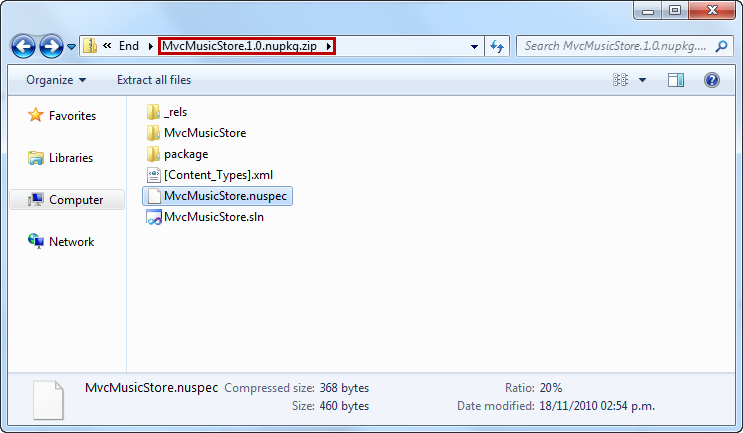 « End MvcMusicStore.1.0.nupkg.zip Search MvcMusicStore.1.0.nupkg....
Organize Extract all files
Favorites
Libraries
Computer
Network
_rels
MvcMusicStore
package
[Content_Types].xml
MvcMusicStore.nuspec
MvcMusicStore.sln
MvcMusicStore.nuspec Compressed size: 368 bytes Ratio: 20%
Size: 460 bytes Date modified: 18/11/2010 02:54 p.m.